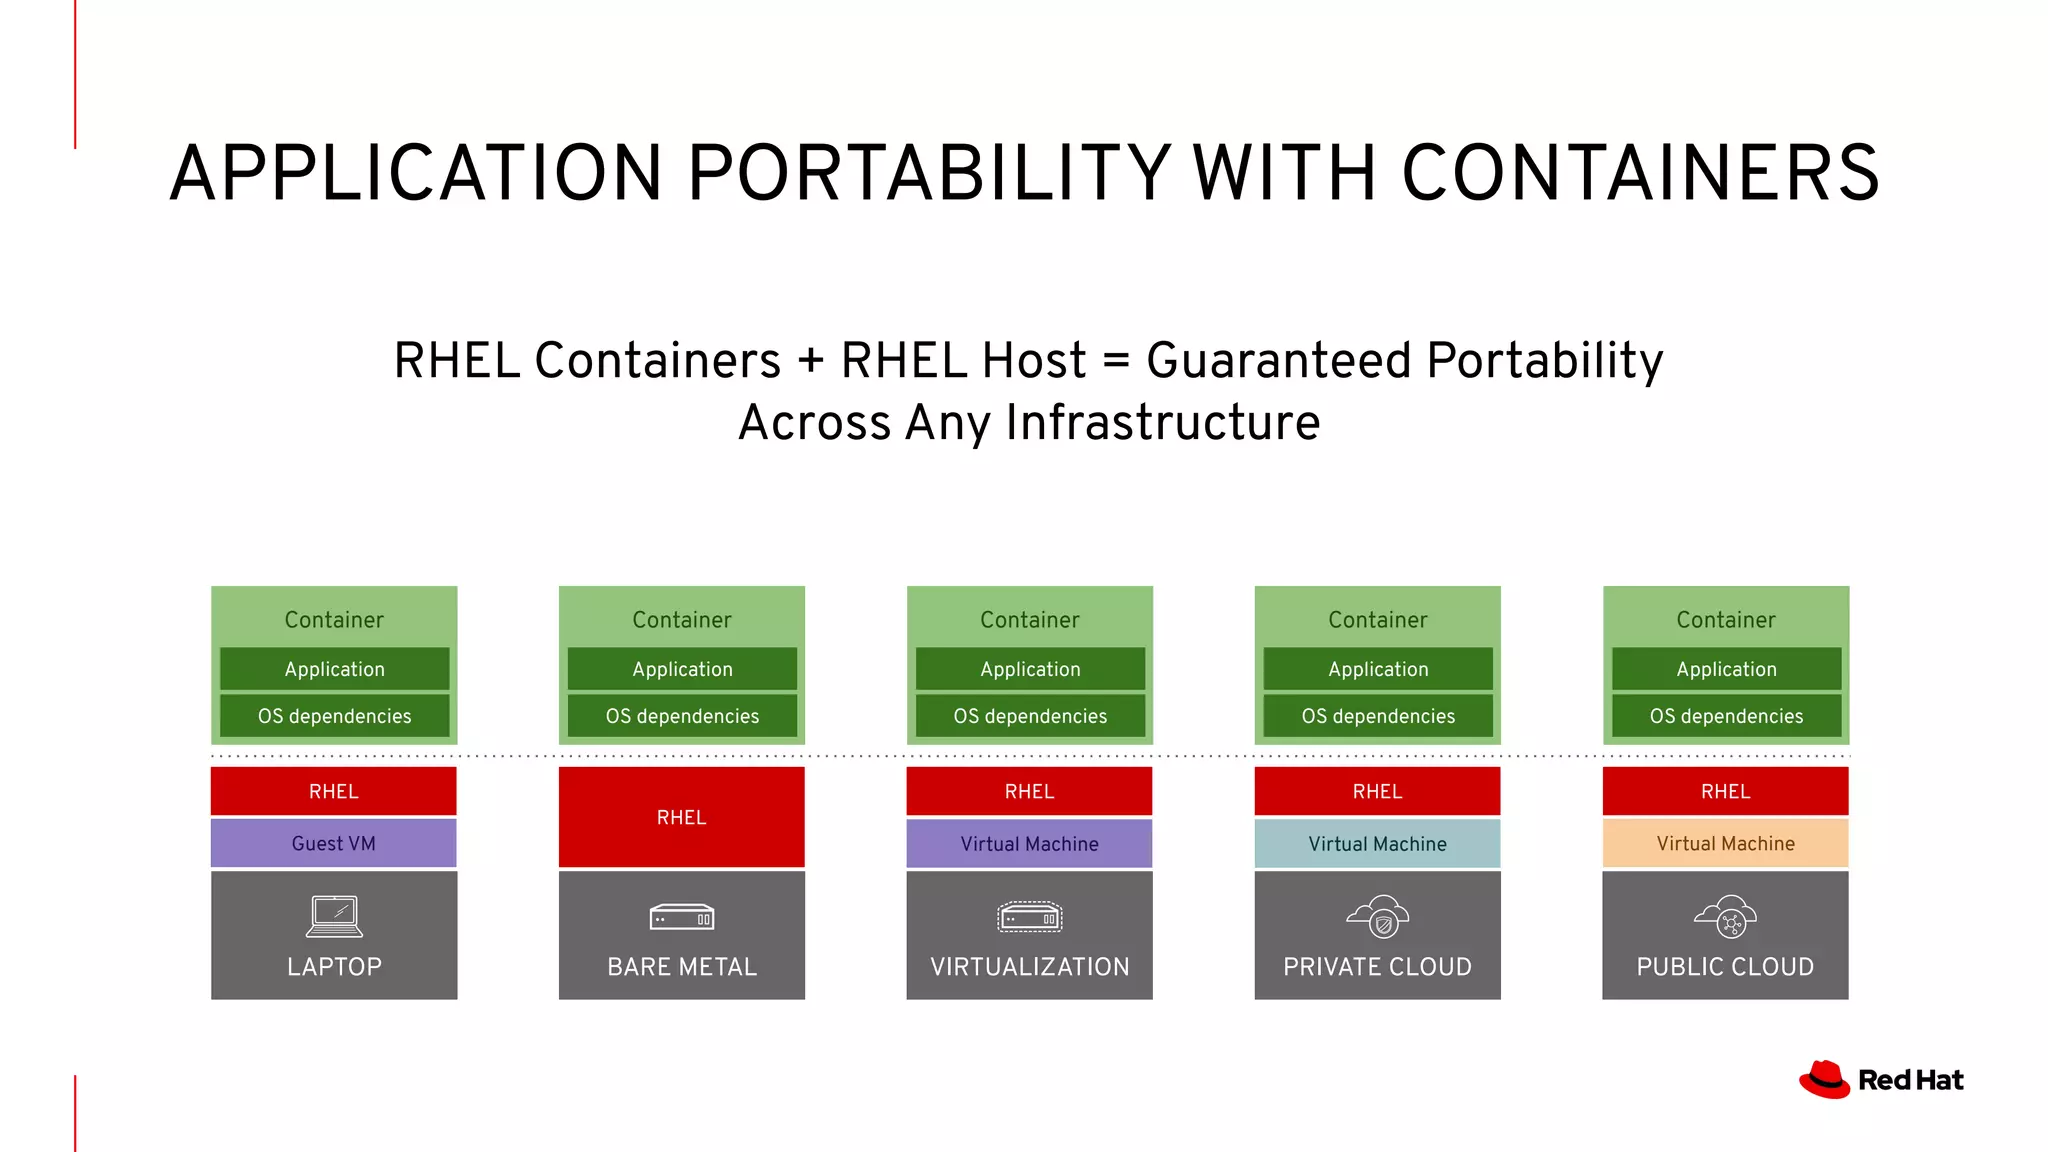 APPLICATION PORTABILITY WITH CONTAINERS
RHEL Containers + RHEL Host = Guaranteed Portability
Across Any Infrastructure
Container
Application
OS dependencies
RHEL
Guest VM
LAPTOP
Container
Application
OS dependencies
RHEL
BARE METAL
Container
Application
OS dependencies
RHEL
Virtual Machine
VIRTUALIZATION
Container
Application
OS dependencies
RHEL
Virtual Machine
PRIVATE CLOUD
Container
Application
OS dependencies
RHEL
Virtual Machine
PUBLIC CLOUD
Red Hat